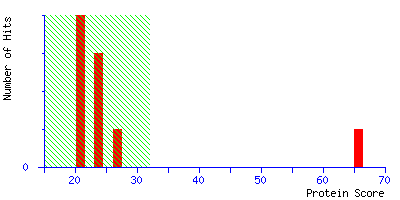 Number of Hits
0
20 30 40 50 60 70
Protein Score